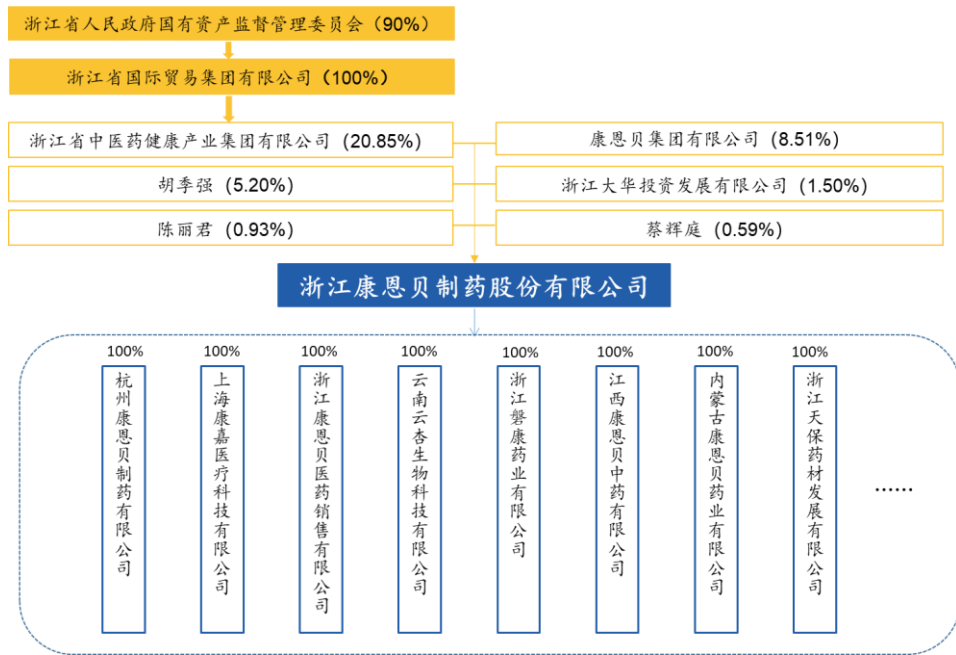 浙江省人民政府国有资产监督管理委员会（90%）
浙江省国际贸易集团有限公司（100%）
浙江省中医药健康产业集团有限公司 (20.85%)
康恩贝集团有限公司 (8.51%)
胡季强 (5.20%)
浙江大华投资发展有限公司 (1.50%)
陈丽君 (0.93%)
蔡辉庭 (0.59%)
浙江康恩贝制药股份有限公司
100%
100%
100%
100%
100%
100%
100%
100%
杭州康恩贝制药有限公司
上海康嘉医疗科技有限公司
浙江康恩贝医药销售有限公司
云南云杏生物科技有限公司
浙江磐康药业有限公司
江西康恩贝中药有限公司
内蒙古康恩贝药业有限公司
浙江天保药材发展有限公司
……